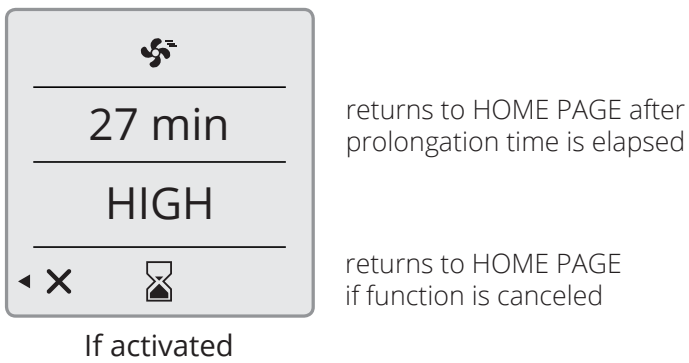 27 min
HIGH
returns to HOME PAGE after
prolongation time is elapsed
returns to HOME PAGE
if function is canceled
If activated